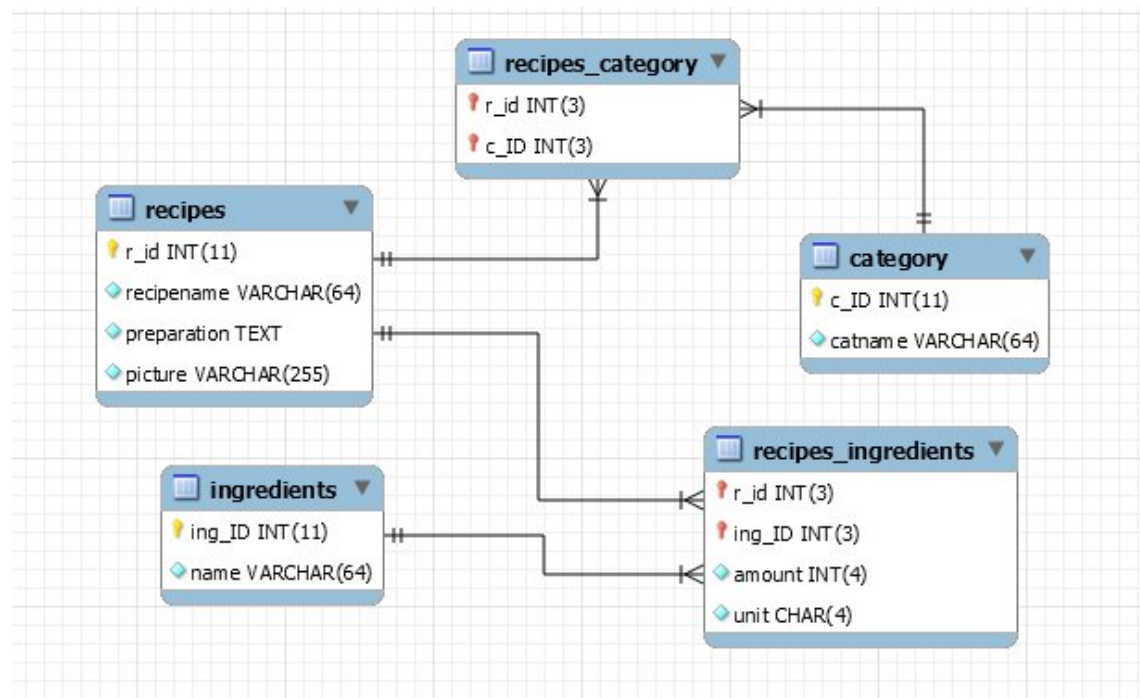 recipes_category
r_id INT(3)
c_ID INT(3)
recipes
r_id INT(11)
recipename VARCHAR(64)
preparation TEXT
picture VARCHAR(255)
category
c_ID INT(11)
catname VARCHAR(64)
ingredients
ing_ID INT(11)
name VARCHAR(64)
recipes_ingredients
r_id INT(3)
ing_ID INT(3)
amount INT(4)
unit CHAR(4)